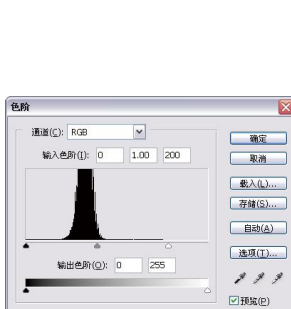 色阶
通道(C): RGB
输入色阶(I): 0 1.00 200
输出色阶(O): 0 255
确定
取消
载入(L)...
存储(S)...
自动(A)
选项(T)...
预览(P)